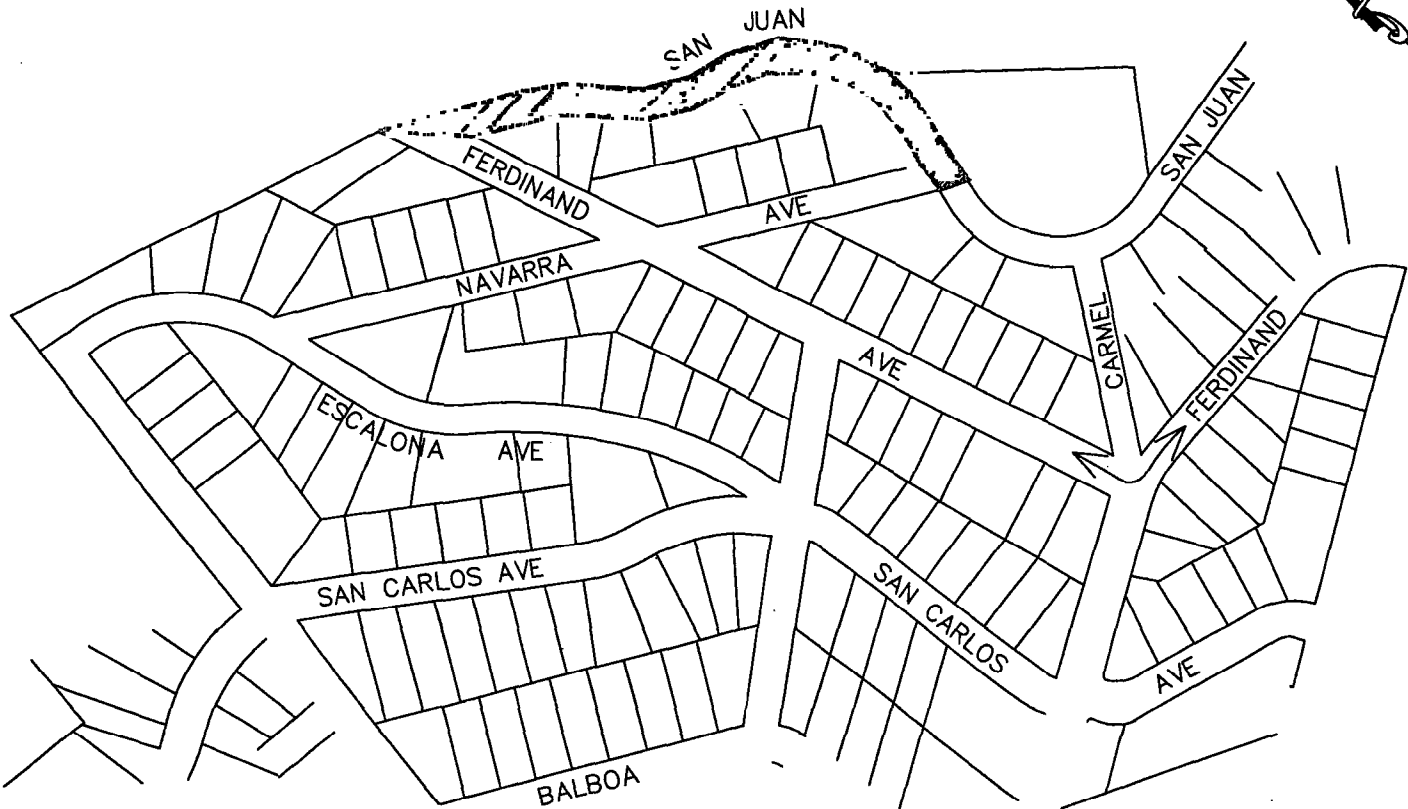 SAN JUAN
SAN JUAN
FERDINAND
AVE
NAVARRA
CARMEL
FERDINAND
AVE
ESCALONA AVE
SAN CARLOS AVE
SAN CARLOS
AVE
BALBOA